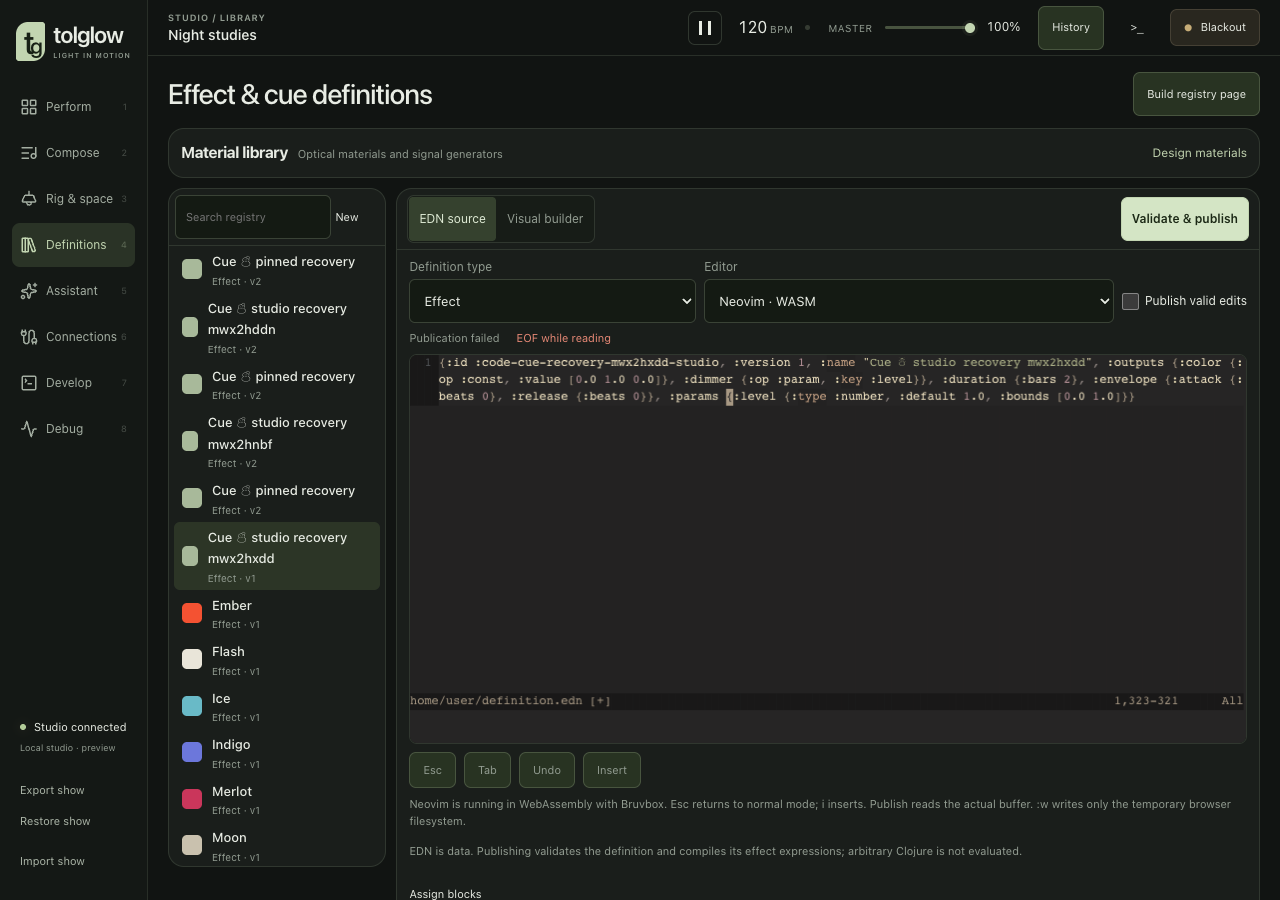 tg tolglow
LIGHT IN MOTION
Perform 1
Compose 2
Rig & space 3
Definitions 4
Assistant 5
Connections 6
Develop 7
Debug 8
Studio connected
Local studio · preview
Export show
Restore show
Import show
STUDIO / LIBRARY
Night studies
120 BPM
MASTER
100%
History
>_
Blackout
Effect & cue definitions
Build registry page
Material library
Optical materials and signal generators
Design materials
Search registry
New
Cue ☃ pinned recovery
Effect · v2
Cue ☃ studio recovery
mwx2hddn
Effect · v2
Cue ☃ pinned recovery
Effect · v2
Cue ☃ studio recovery
mwx2hnbf
Effect · v2
Cue ☃ pinned recovery
Effect · v2
Cue ☃ studio recovery
mwx2hxdd
Effect · v1
Ember
Effect · v1
Flash
Effect · v1
Ice
Effect · v1
Indigo
Effect · v1
Merlot
Effect · v1
Moon
Effect · v1
EDN source
Visual builder
Validate & publish
Definition type
Editor
Effect
Neovim · WASM
Publish valid edits
Publication failed
EOF while reading
1 {:id :code-cue-recovery-mwx2hxdd-studio, :version 1, :name "Cue ☃ studio recovery mwx2hxdd", :outputs {:color {:
op :const, :value [0.0 1.0 0.0]}, :dimmer {:op :param, :key :level}}, :duration {:bars 2}, :envelope {:attack {:
beats 0}, :release {:beats 0}}, :params {:level {:type :number, :default 1.0, :bounds [0.0 1.0]}}
home/user/definition.edn [+]
1,323-321
All
Esc
Tab
Undo
Insert
Neovim is running in WebAssembly with Bruvbox. Esc returns to normal mode; i inserts. Publish reads the actual buffer. :w writes only the temporary browser
filesystem.
EDN is data. Publishing validates the definition and compiles its effect expressions; arbitrary Clojure is not evaluated.
Assign blocks